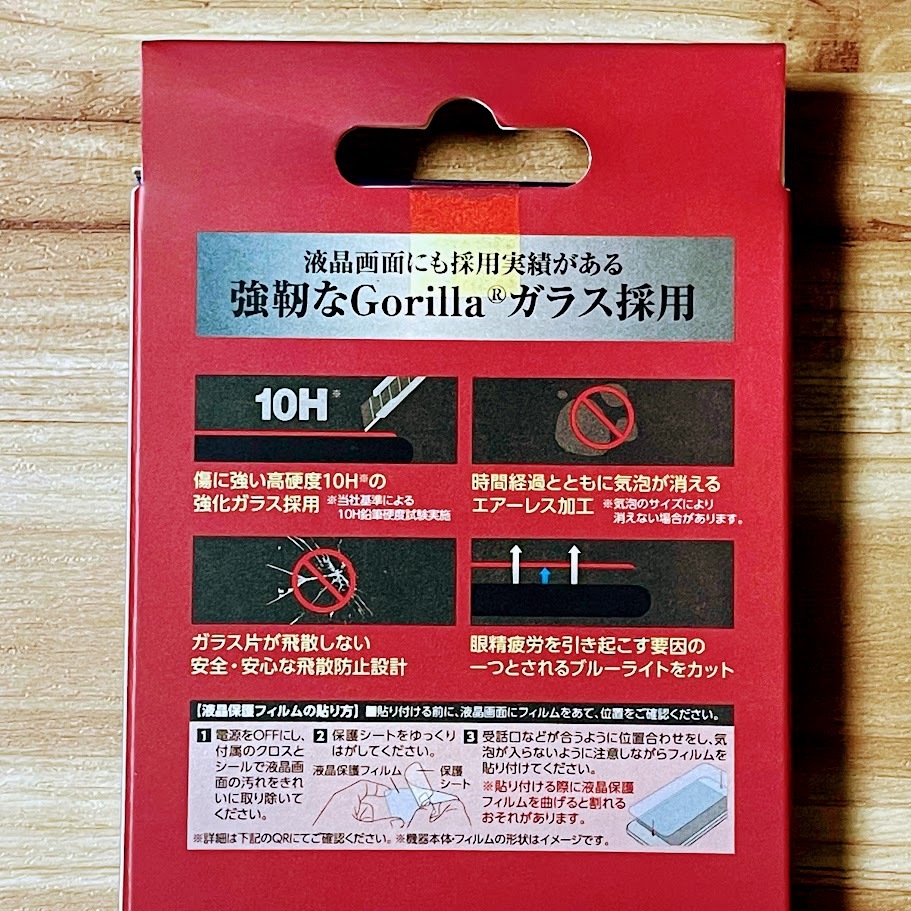 液晶画面にも採用実績がある
強靭なGorilla®ガラス採用
10H※
傷に強い高硬度10H※の
強化ガラス採用 ※当社基準による
10H鉛筆硬度試験実施
時間経過とともに気泡が消える
エアーレス加工 ※気泡のサイズにより
消えない場合があります。
ガラス片が飛散しない
安全・安心な飛散防止設計
眼精疲労を引き起こす要因の
一つとされるブルーライトをカット
【液晶保護フィルムの貼り方】 ■貼り付ける前に、液晶画面にフィルムをあて、位置をご確認ください。
1 電源をOFFにし、
付属のクロスと
シールで液晶画
面の汚れをきれ
いに取り除いて
ください。
2 保護シートをゆっくり
はがしてください。
液晶保護フィルム
保護
シート
3 受話口などが合うように位置合わせをし、気
泡が入らないように注意しながらフィルムを
貼り付けてください。
※貼り付ける際に液晶保護
フィルムを曲げると割れる
おそれがあります。
※詳細は下記のQRにてご確認ください。※機器本体・フィルムの形状はイメージです。